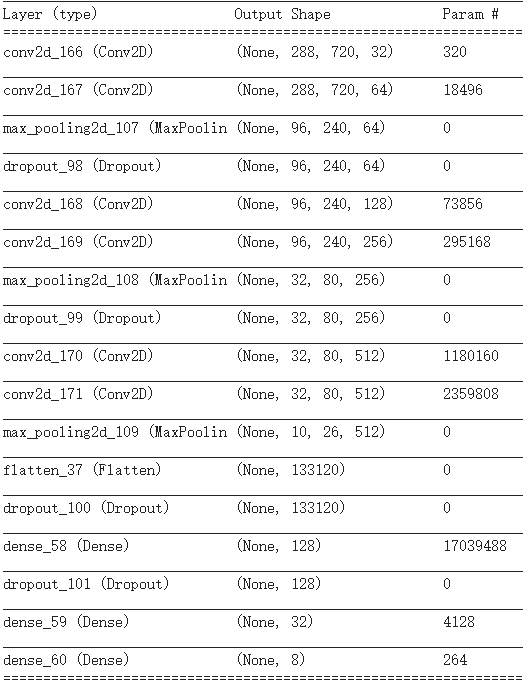 Layer (type) Output Shape Param #
=================================================================
conv2d_166 (Conv2D) (None, 288, 720, 32) 320
conv2d_167 (Conv2D) (None, 288, 720, 64) 18496
max_pooling2d_107 (MaxPoolin (None, 96, 240, 64) 0
dropout_98 (Dropout) (None, 96, 240, 64) 0
conv2d_168 (Conv2D) (None, 96, 240, 128) 73856
conv2d_169 (Conv2D) (None, 96, 240, 256) 295168
max_pooling2d_108 (MaxPoolin (None, 32, 80, 256) 0
dropout_99 (Dropout) (None, 32, 80, 256) 0
conv2d_170 (Conv2D) (None, 32, 80, 512) 1180160
conv2d_171 (Conv2D) (None, 32, 80, 512) 2359808
max_pooling2d_109 (MaxPoolin (None, 10, 26, 512) 0
flatten_37 (Flatten) (None, 133120) 0
dropout_100 (Dropout) (None, 133120) 0
dense_58 (Dense) (None, 128) 17039488
dropout_101 (Dropout) (None, 128) 0
dense_59 (Dense) (None, 32) 4128
dense_60 (Dense) (None, 8) 264
=================================================================